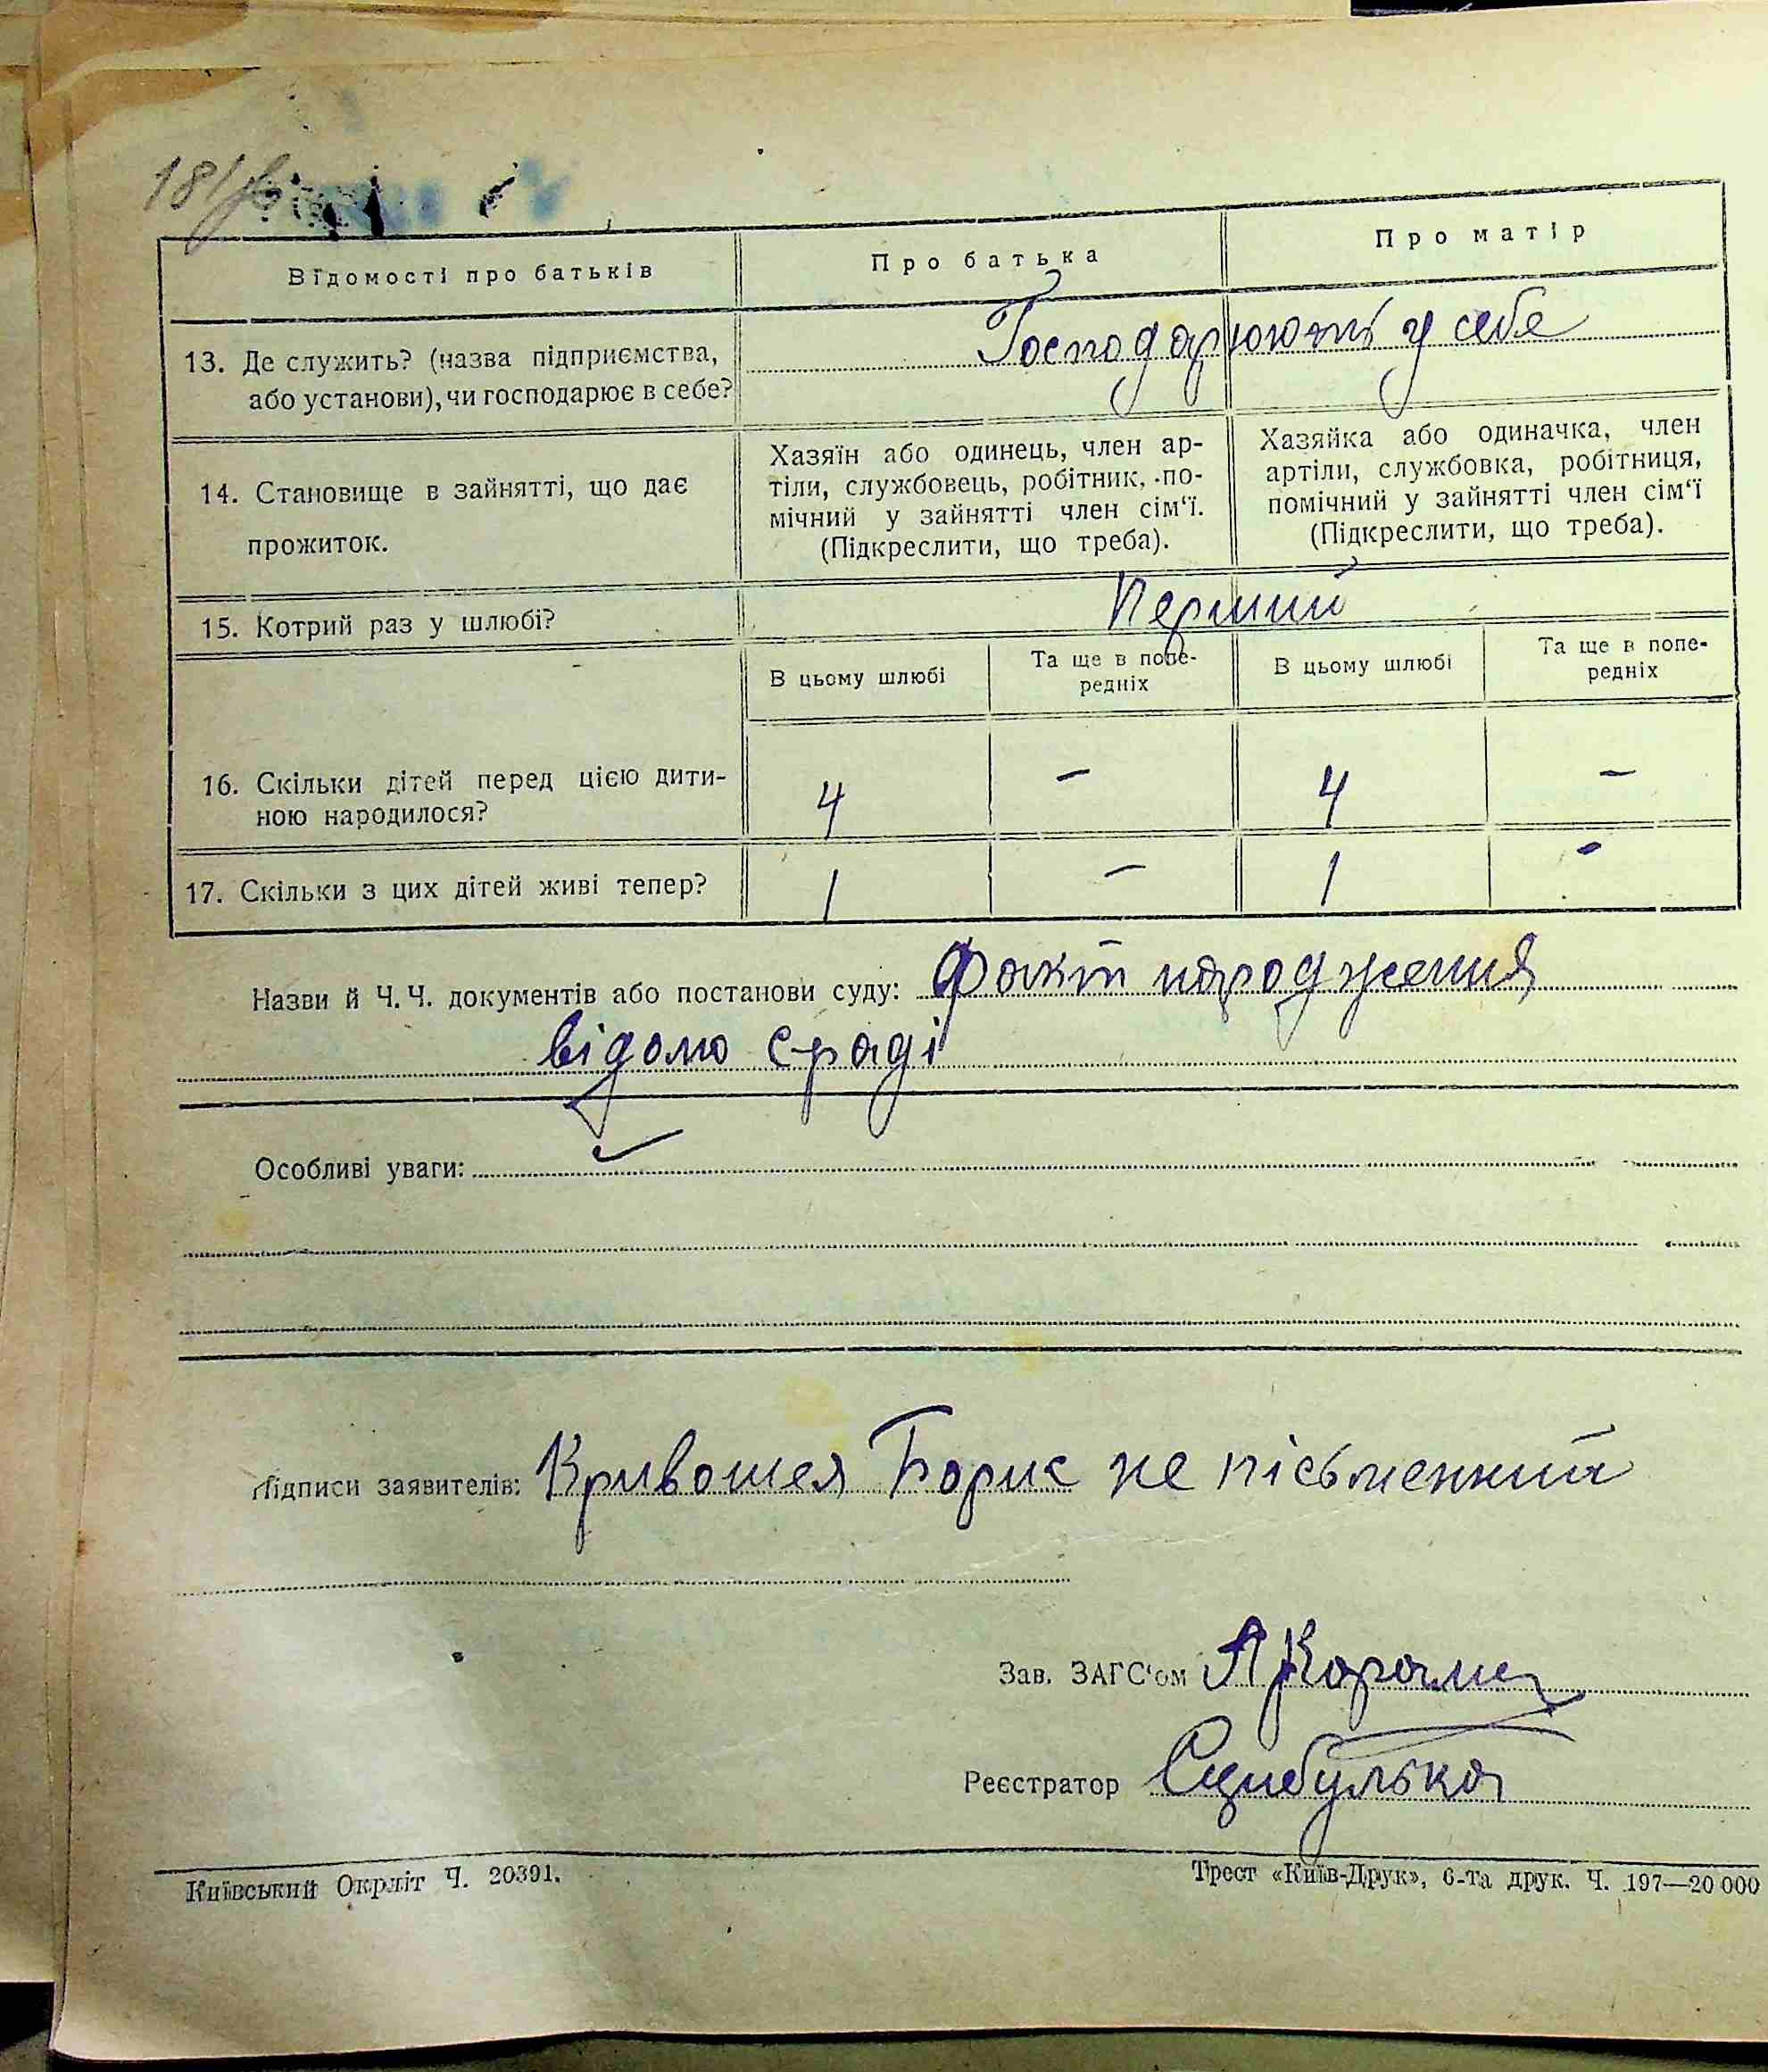 Відомості про батьків
Про батька
Про матір
13. Де служить? (назва підприємства, або установи), чи господарює в себе?
Господарюють у себе
14. Становище в зайнятті, що дає прожиток.
Хазяїн або одинець, член ар-
тіли, службовець, робітник, по-
мічний у зайнятті член сім‘ї.
(Підкреслити, що треба).
Хазяйка або одиначка, член
артіли, службовка, робітниця,
помічний у зайнятті член сім‘ї
(Підкреслити, що треба).
15. Котрий раз у шлюбі?
Перший
В цьому шлюбі
Та ще в попе-
редніх
В цьому шлюбі
Та ще в попе-
редніх
16. Скільки дітей перед цією дити-
ною народилося?
4 - 4 -
17. Скільки з цих дітей живі тепер?
1 - 1 -
Назви й Ч. Ч. документів або постанови суду: Факт народження
відомо с/раді
Особливі уваги:
Підписи заявителів: Кривошея Борис не пісьменний
Зав. ЗАГС‘ом
Реєстратор Сцибулька
Київський Окрліт Ч. 20391.
Трест «Київ-Друк», 6-та друк. Ч. 197—20 000